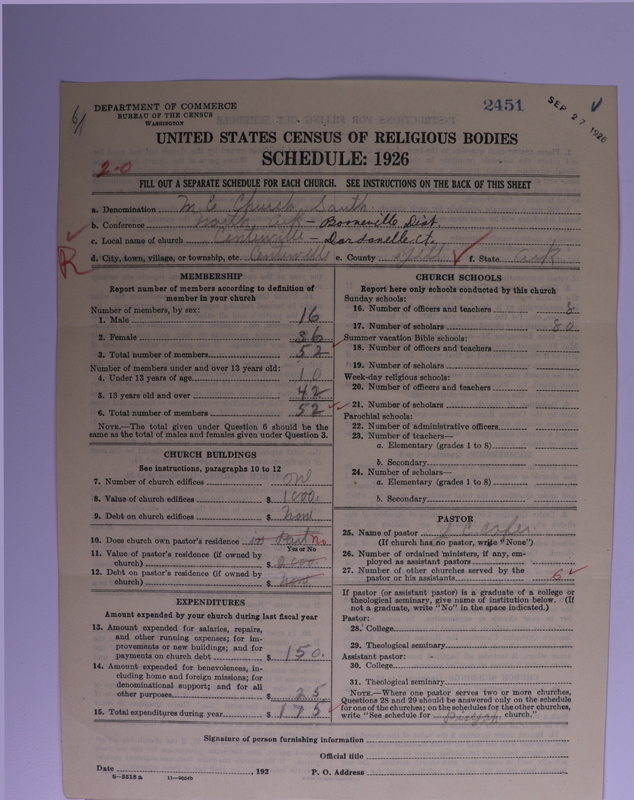 6/1
DEPARTMENT OF COMMERCE
BUREAU OF THE CENSUS
WASHINGTON
2451
SEP 27 1926
UNITED STATES CENSUS OF RELIGIOUS BODIES
SCHEDULE: 1926
2-0
FILL OUT A SEPARATE SCHEDULE FOR EACH CHURCH. SEE INSTRUCTIONS ON THE BACK OF THIS SHEET
a. Denomination M E Church South
b. Conference North Ark - Booneville Dist.
c. Local name of church Centerville - Dardanelle Ct.
R
d. City, town, village, or township, etc. Centerville e. County Yell f. State Ark
MEMBERSHIP
Report number of members according to definition of
member in your church
Number of members, by sex:
1. Male 16
2. Female 36
3. Total number of members 52
Number of members under and over 13 years old:
4. Under 13 years of age 10
5. 13 years old and over 42
6. Total number of members 52
NOTE.—The total given under Question 6 should be the
same as the total of males and females given under Question 3.
CHURCH BUILDINGS
See instructions, paragraphs 10 to 12
7. Number of church edifices one
8. Value of church edifices $ 1000.
9. Debt on church edifices $ None
10. Does church own pastor's residence in Part No
Yes or No
11. Value of pastor's residence (if owned by
church) $
12. Debt on pastor's residence (if owned by
church) $
EXPENDITURES
Amount expended by your church during last fiscal year
13. Amount expended for salaries, repairs,
and other running expenses; for im-
provements or new buildings; and for
payments on church debt $ 150.
14. Amount expended for benevolences, in-
cluding home and foreign missions; for
denominational support; and for all
other purposes $ 25
15. Total expenditures during year $ 175
CHURCH SCHOOLS
Report here only schools conducted by this church
Sunday schools:
16. Number of officers and teachers 8
17. Number of scholars 80
Summer vacation Bible schools:
18. Number of officers and teachers
19. Number of scholars
Week-day religious schools:
20. Number of officers and teachers
21. Number of scholars
Parochial schools:
22. Number of administrative officers
23. Number of teachers—
a. Elementary (grades 1 to 8)
b. Secondary
24. Number of scholars—
a. Elementary (grades 1 to 8)
b. Secondary
PASTOR
25. Name of pastor
(If church has no pastor, write "None")
26. Number of ordained ministers, if any, em-
ployed as assistant pastors
27. Number of other churches served by the
pastor or his assistants 6
If pastor (or assistant pastor) is a graduate of a college or
theological seminary, give name of institution below. (If
not a graduate, write "No" in the space indicated.)
Pastor:
28. College
29. Theological seminary
Assistant pastor:
30. College
31. Theological seminary
NOTE.—Where one pastor serves two or more churches,
Questions 28 and 29 should be answered only on the schedule
for one of the churches; on the schedules for the other churches,
write "See schedule for church."
Signature of person furnishing information
Official title
Date , 192 P. O. Address
8—5518a 11—9264b